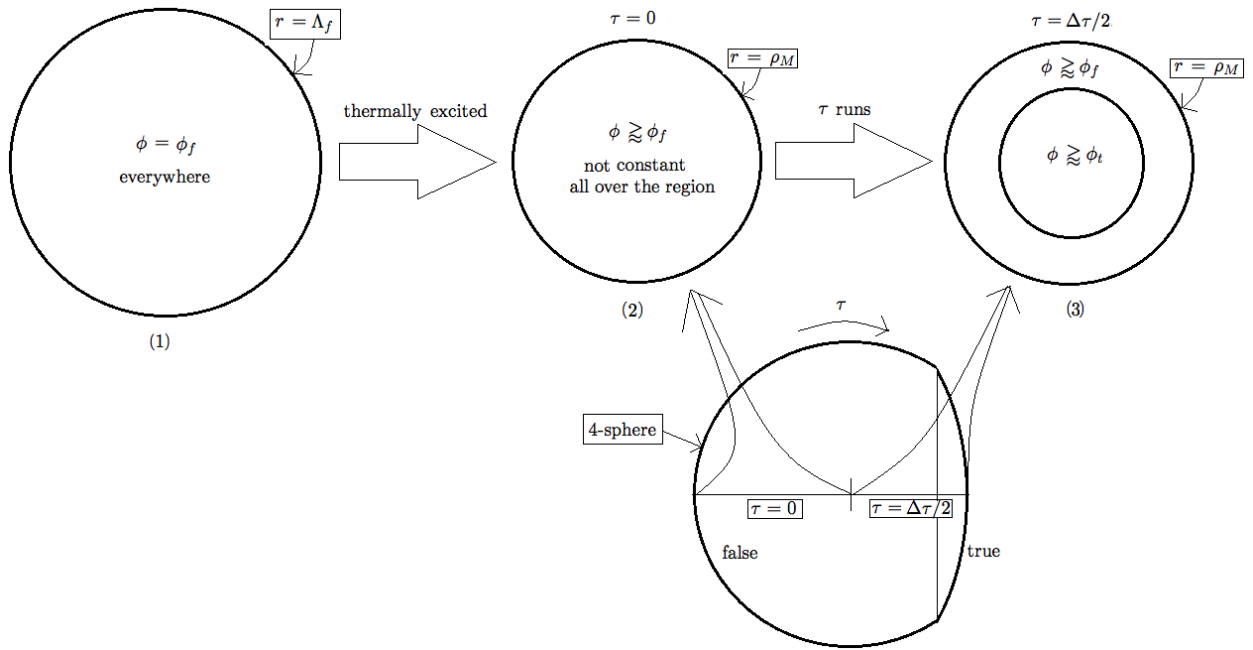 r = Λ_f
τ = 0
τ = Δτ/2
r = ρ_M
ϕ ⪆ ϕ_f
r = ρ_M
thermally excited
τ runs
ϕ = ϕ_f
everywhere
ϕ ⪆ ϕ_f
not constant
all over the region
ϕ ⪆ ϕ_t
(1)
(2)
(3)
τ
4-sphere
τ = 0
τ = Δτ/2
false
true